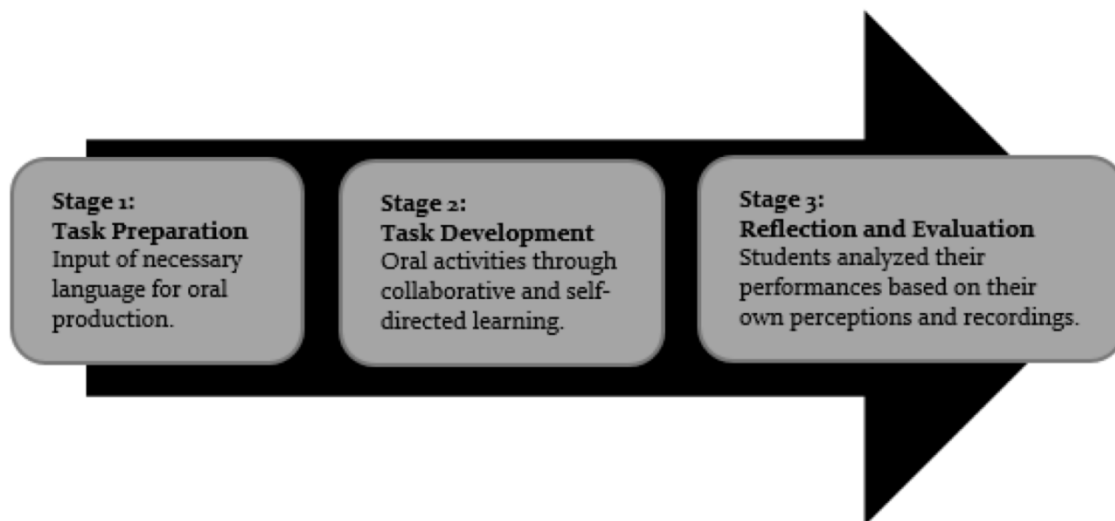 Stage 1:
Task Preparation
Input of necessary
language for oral
production.
Stage 2:
Task Development
Oral activities through
collaborative and self-
directed learning.
Stage 3:
Reflection and Evaluation
Students analyzed their
performances based on their
own perceptions and recordings.